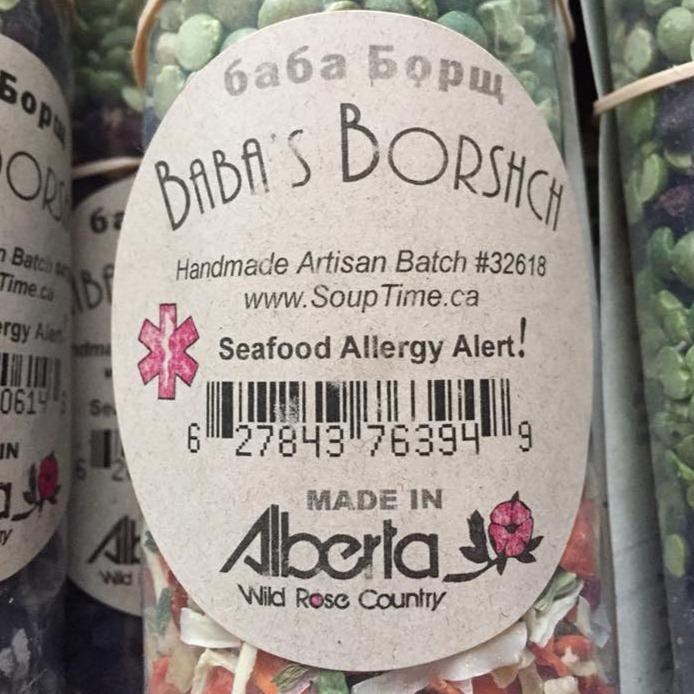 баба Борщ
BABA'S BORSHCH
Handmade Artisan Batch #32618
www.SoupTime.ca
Seafood Allergy Alert!
6 27843 76394 9
MADE IN
Alberta
Wild Rose Country